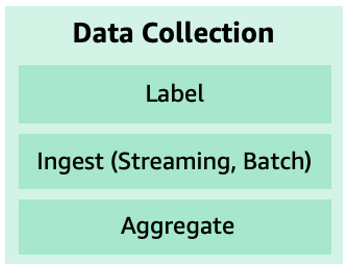 Data Collection
Label
Ingest (Streaming, Batch)
Aggregate